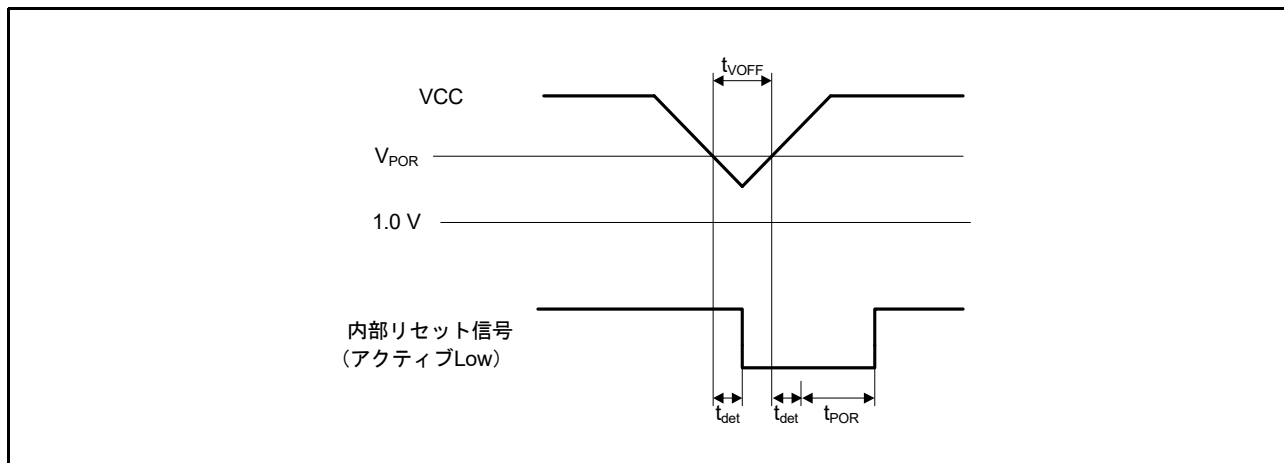 tVOFF
VCC
VPOR
1.0 V
内部リセット信号
（アクティブLow）
tdet
tdet
tPOR